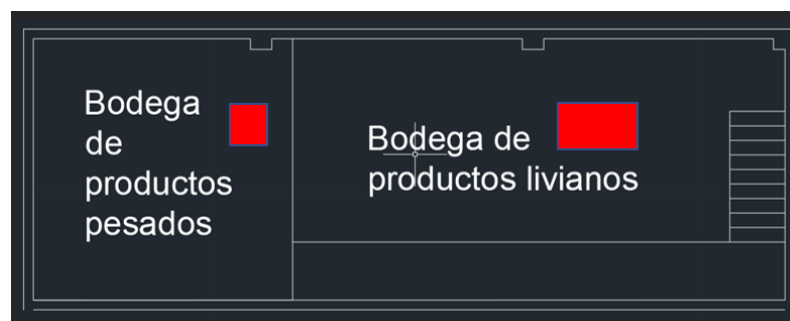 Bodega
de
productos
pesados
Bodega de
productos livianos